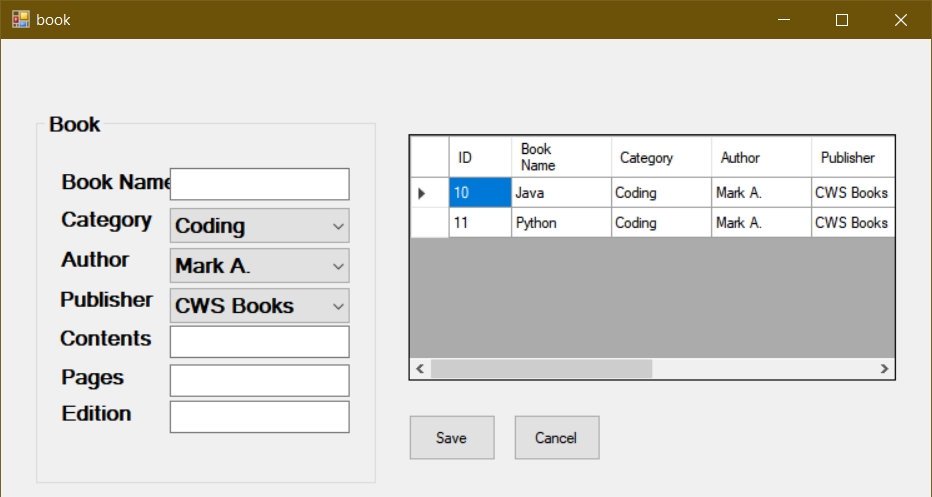 book
Book
Book Name
Category Coding
Author Mark A.
Publisher CWS Books
Contents
Pages
Edition
ID Book Name Category Author Publisher
10 Java Coding Mark A. CWS Books
11 Python Coding Mark A. CWS Books
Save Cancel